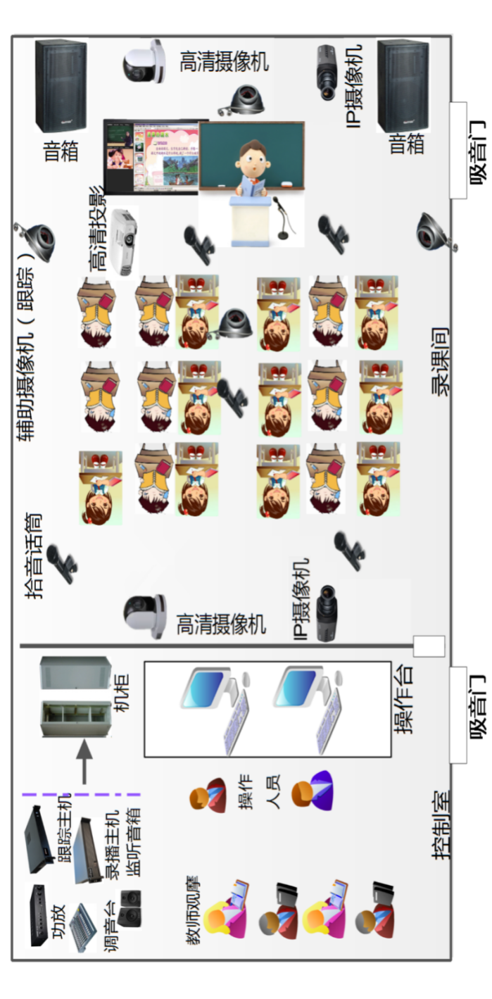 高清摄像机
IP摄像机
音箱
音箱
吸音门
高清投影
辅助摄像机（跟踪）
录课间
拾音话筒
IP摄像机
高清摄像机
机柜
操作台
吸音门
操作
人员
控制室
跟踪主机
录播主机
监听音箱
功放
调音台
教师观摩